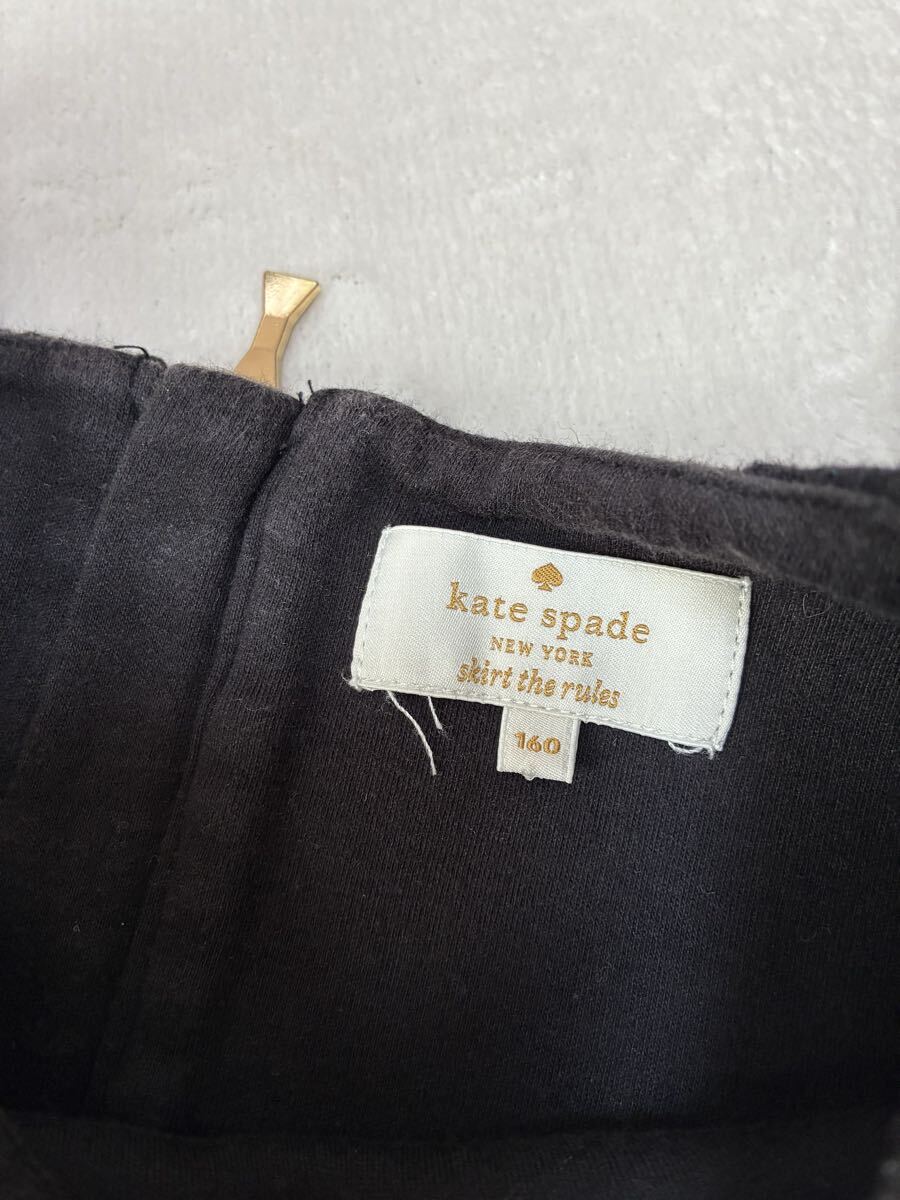 kate spade
NEW YORK
skirt the rules
160